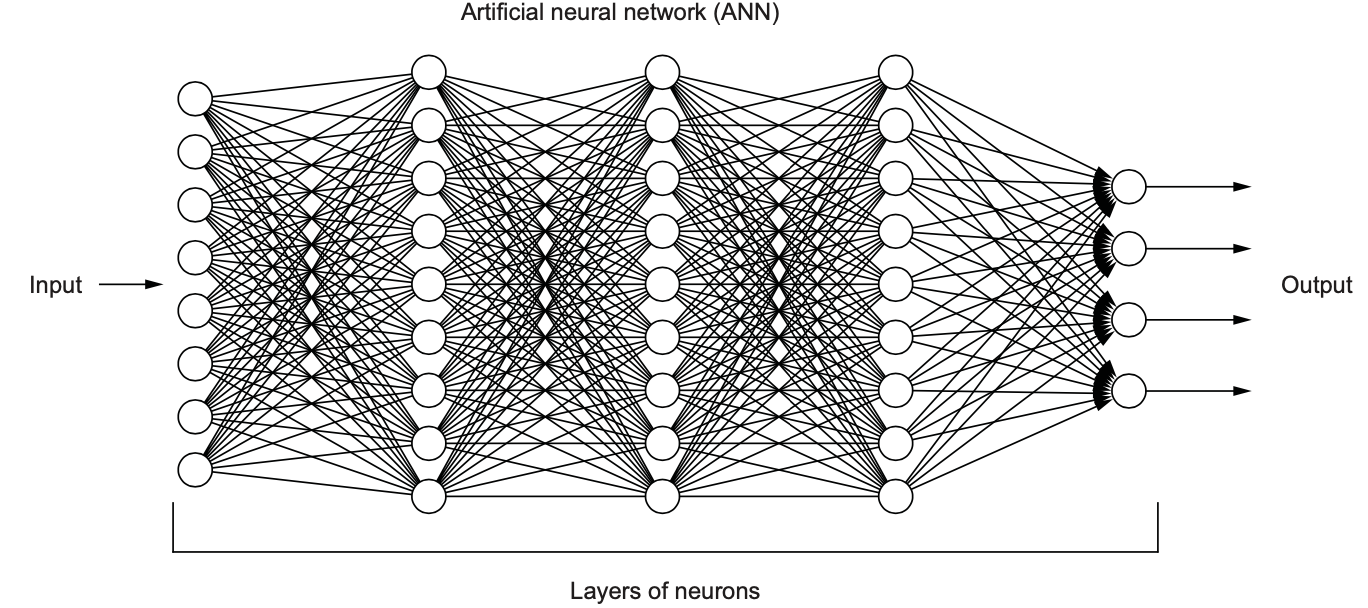 Artificial neural network (ANN)
Input
Output
Layers of neurons